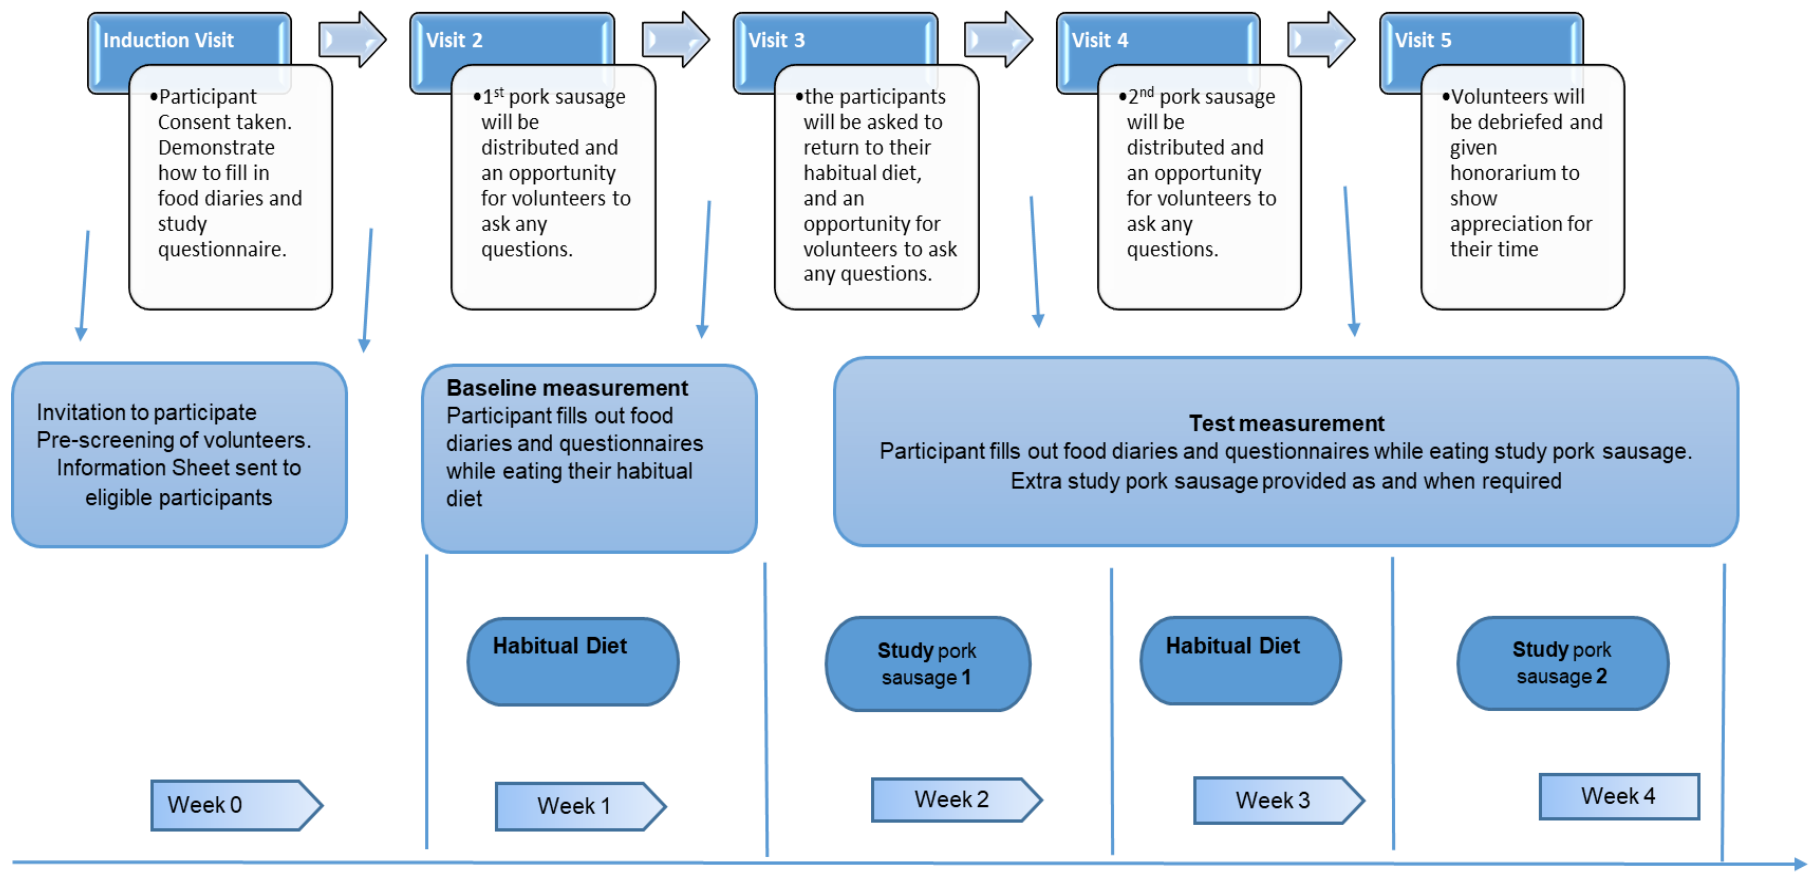 Induction Visit
•Participant
Consent taken.
Demonstrate
how to fill in
food diaries and
study
questionnaire.
Visit 2
•1st pork sausage
will be
distributed and
an opportunity
for volunteers to
ask any
questions.
Visit 3
•the participants
will be asked to
return to their
habitual diet,
and an
opportunity for
volunteers to ask
any questions.
Visit 4
•2nd pork sausage
will be
distributed and
an opportunity
for volunteers to
ask any
questions.
Visit 5
•Volunteers will
be debriefed and
given
honorarium to
show
appreciation for
their time
Invitation to participate
Pre-screening of volunteers.
Information Sheet sent to
eligible participants
Baseline measurement
Participant fills out food
diaries and questionnaires
while eating their habitual
diet
Test measurement
Participant fills out food diaries and questionnaires while eating study pork sausage.
Extra study pork sausage provided as and when required
Habitual Diet
Study pork
sausage 1
Habitual Diet
Study pork
sausage 2
Week 0
Week 1
Week 2
Week 3
Week 4